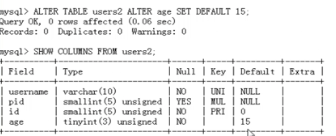 mysql> ALTER TABLE users2 ALTER age SET DEFAULT 15;
Query OK, 0 rows affected (0.06 sec)
Records: 0  Duplicates: 0  Warnings: 0
mysql> SHOW COLUMNS FROM users2;
+----------+----------------------+------+-----+---------+-------+
| Field    | Type                 | Null | Key | Default | Extra |
+----------+----------------------+------+-----+---------+-------+
| username | varchar(10)          | NO   | UNI | NULL    |       |
| pid      | smallint(5) unsigned | YES  | MUL | NULL    |       |
| id       | smallint(5) unsigned | NO   | PRI | 0       |       |
| age      | tinyint(3) unsigned  | NO   |     | 15      |       |
+----------+----------------------+------+-----+---------+-------+